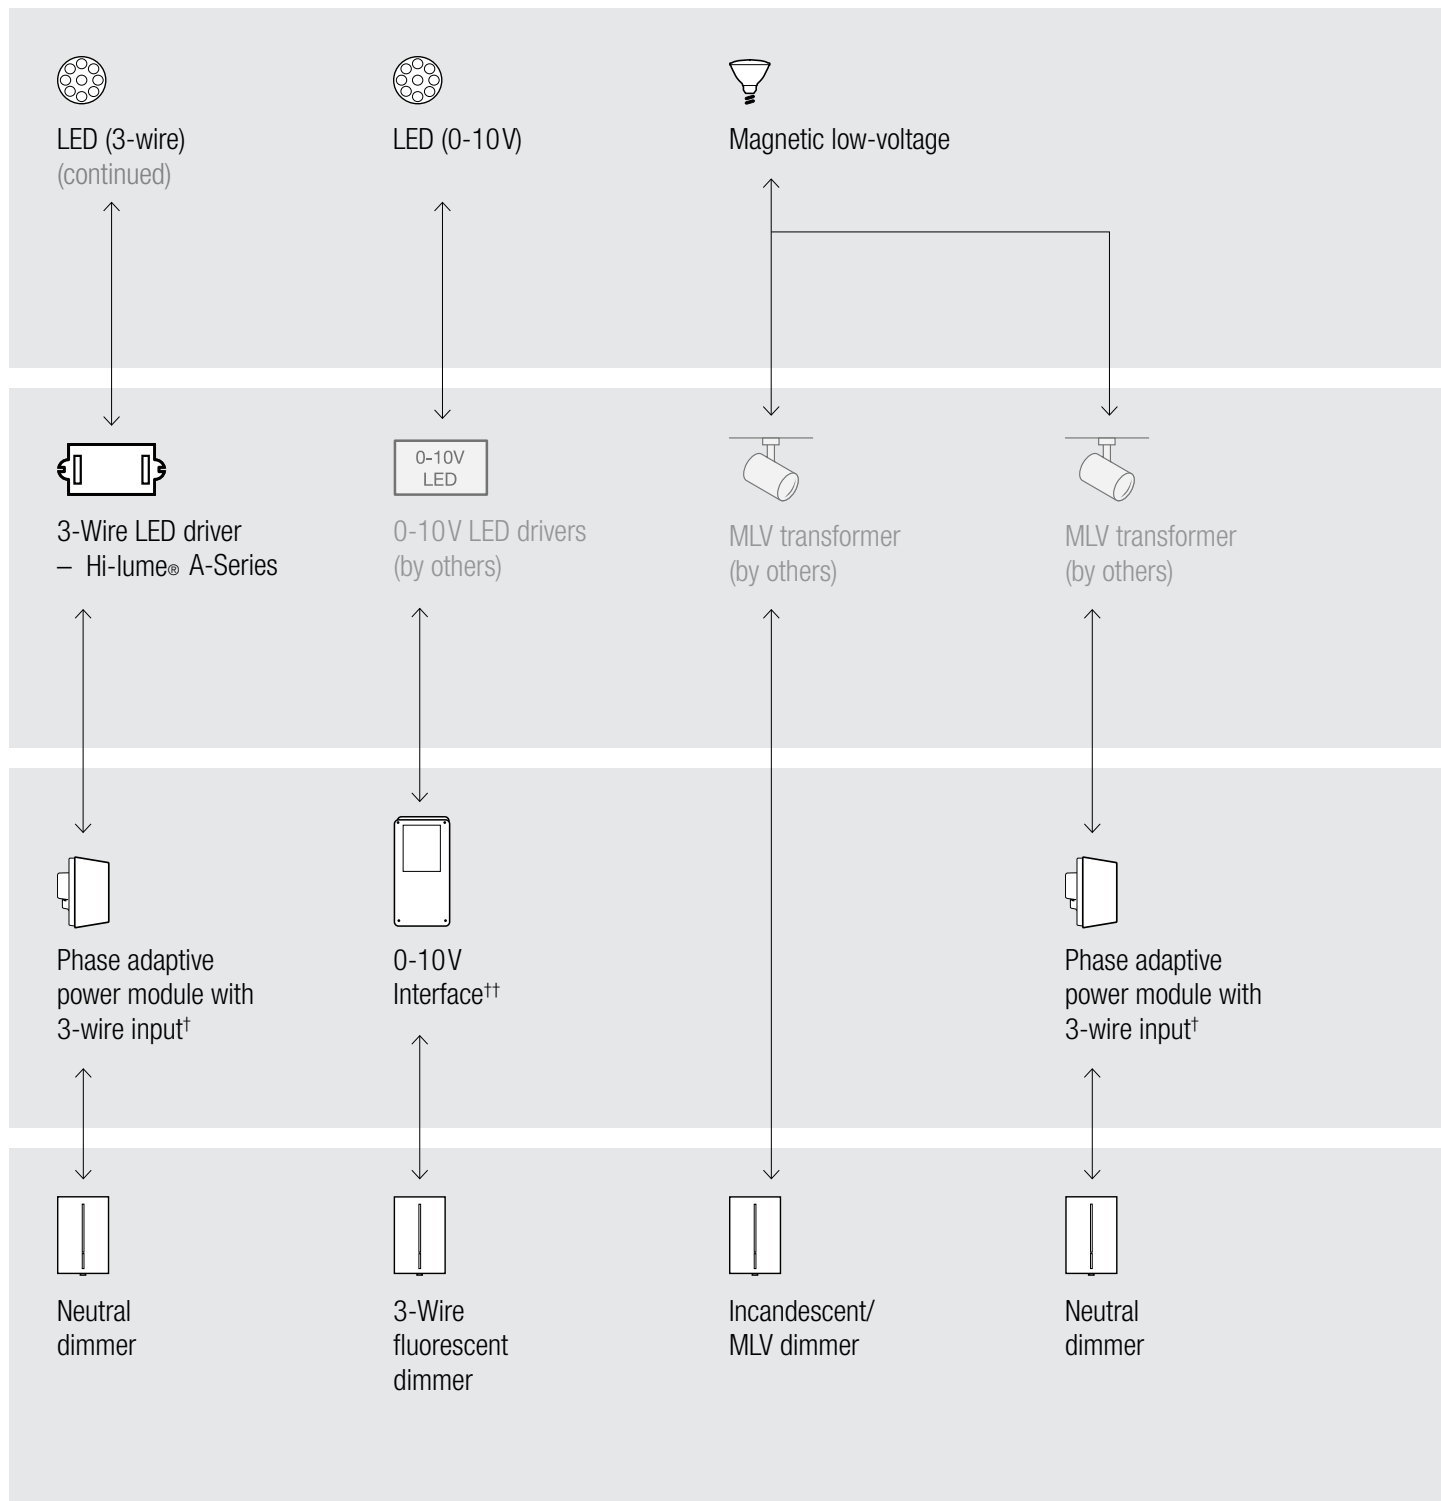 LED (3-wire)
(continued)
LED (0-10V)
Magnetic low-voltage
0-10V
LED
3-Wire LED driver
– Hi-lume® A-Series
0-10V LED drivers
(by others)
MLV transformer
(by others)
MLV transformer
(by others)
Phase adaptive
power module with
3-wire input†
0-10V
Interface††
Phase adaptive
power module with
3-wire input†
Neutral
dimmer
3-Wire
fluorescent
dimmer
Incandescent/
MLV dimmer
Neutral
dimmer